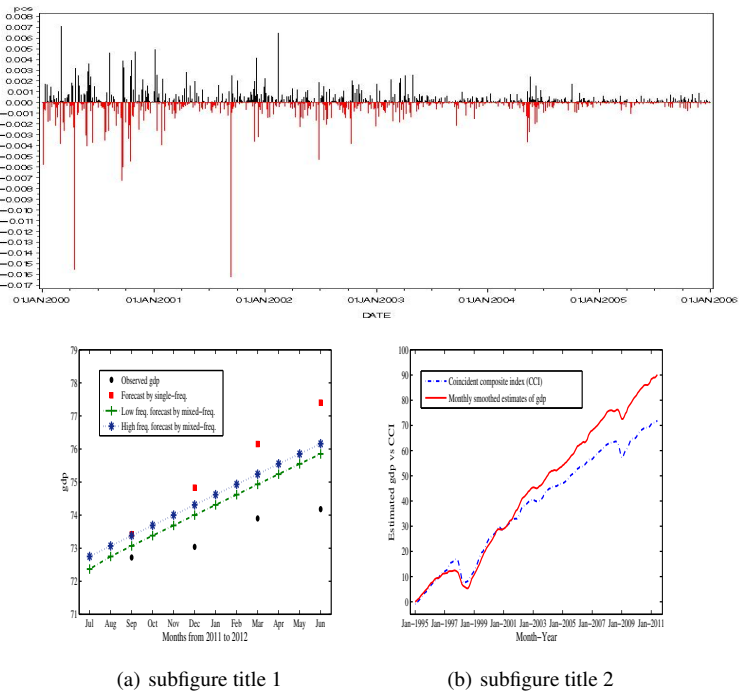 pos
0.008
0.007
0.006
0.005
0.004
0.003
0.002
0.001
0.000
-0.001
-0.002
-0.003
-0.004
-0.005
-0.006
-0.007
-0.008
-0.009
-0.010
-0.011
-0.012
-0.013
-0.014
-0.015
-0.016
-0.017
01JAN2000 01JAN2001 01JAN2002 01JAN2003 01JAN2004 01JAN2005 01JAN2006
DATE
79
78
77
76
75
74
73
72
71
gdp
Observed gdp
Forecast by single-freq.
Low freq. forecast by mixed-freq.
High freq. forecast by mixed-freq.
Jul Aug Sep Oct Nov Dec Jan Feb Mar Apr May Jun
Months from 2011 to 2012
(a) subfigure title 1
100
90
80
70
60
50
40
30
20
10
0
Estimated gdp vs CCI
Coincident composite index (CCI)
Monthly smoothed estimates of gdp
Jan-1995 Jan-1997 Jan-1999 Jan-2001 Jan-2003 Jan-2005 Jan-2007 Jan-2009 Jan-2011
Month-Year
(b) subfigure title 2